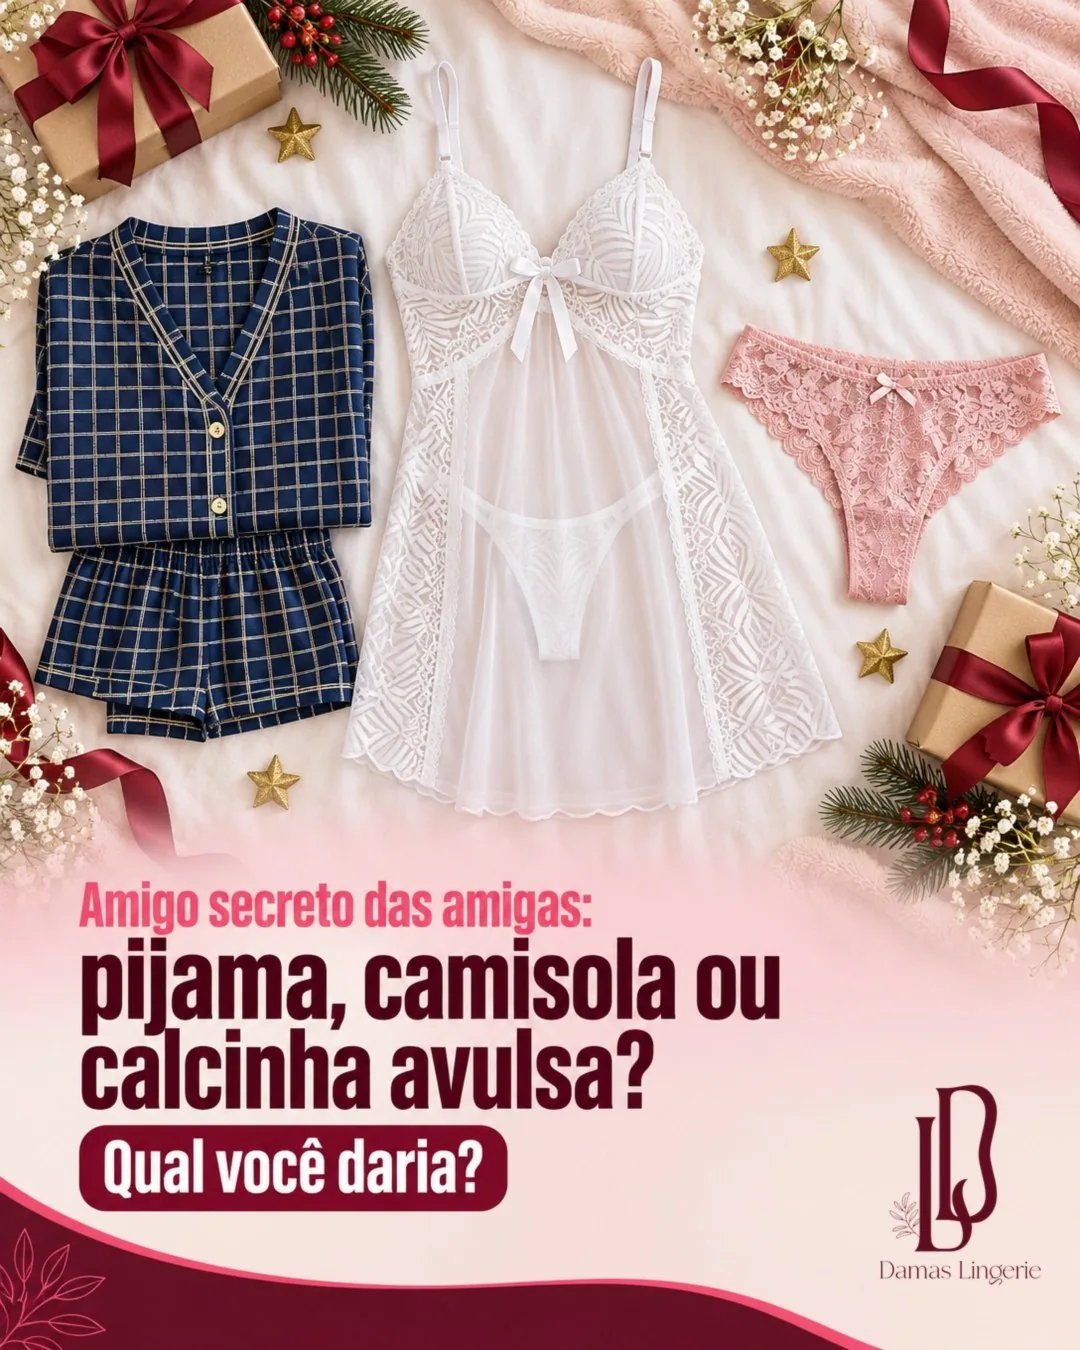 Amigo secreto das amigas:
pijama, camisola ou
calcinha avulsa?
Qual você daria?
Damas Lingerie